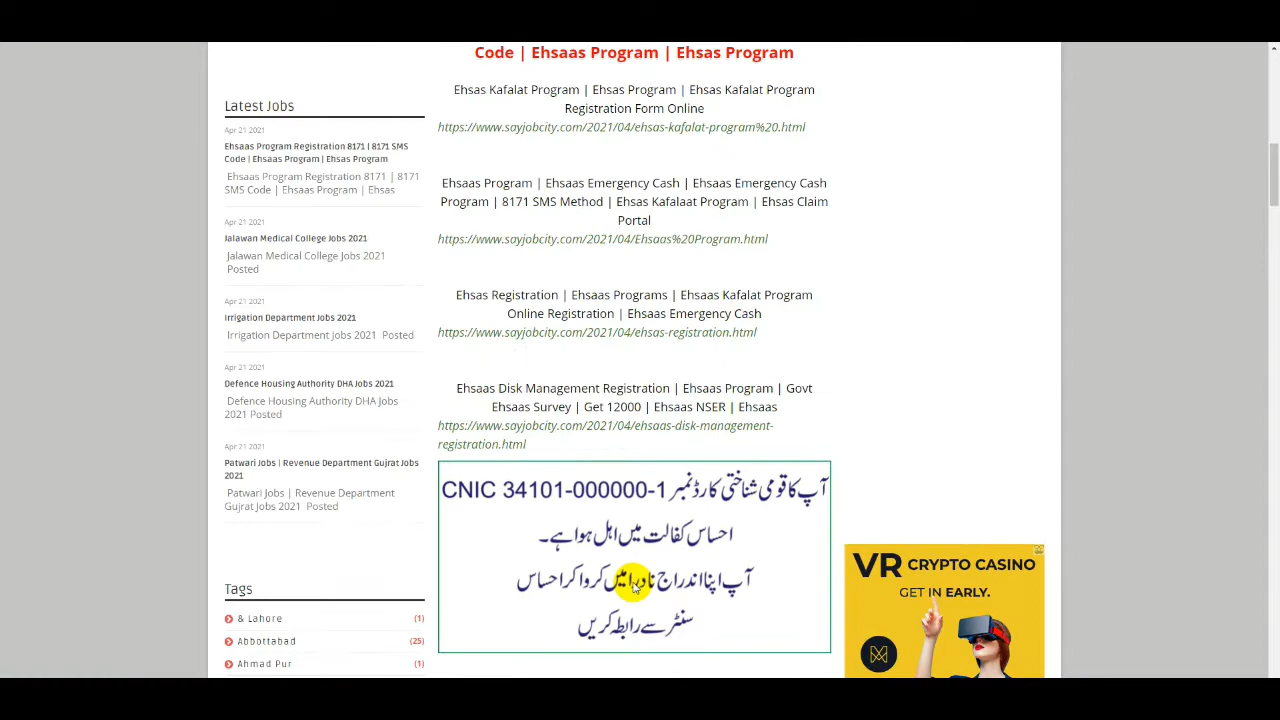 Code | Ehsaas Program | Ehsas Program
Ehsas Kafalat Program | Ehsas Program | Ehsas Kafalat Program
Registration Form Online
https://www.sayjobcity.com/2021/04/ehsas-kafalat-program%20.html
Ehsaas Program | Ehsaas Emergency Cash | Ehsaas Emergency Cash
Program | 8171 SMS Method | Ehsas Kafalaat Program | Ehsas Claim
Portal
https://www.sayjobcity.com/2021/04/Ehsaas%20Program.html
Ehsas Registration | Ehsaas Programs | Ehsaas Kafalat Program
Online Registration | Ehsaas Emergency Cash
https://www.sayjobcity.com/2021/04/ehsas-registration.html
Ehsaas Disk Management Registration | Ehsaas Program | Govt
Ehsaas Survey | Get 12000 | Ehsaas NSER | Ehsaas
https://www.sayjobcity.com/2021/04/ehsaas-disk-management-
registration.html
آپ کا قومی شناختی کارڈ نمبر CNIC 34101-000000-1
احساس کفالت میں اہل ہوا ہے۔
آپ اپنا اندراج نادرا میں کروا کر احساس
سنٹر سے رابطہ کریں
Latest Jobs
Apr 21 2021
Ehsaas Program Registration 8171 | 8171 SMS
Code | Ehsaas Program | Ehsas Program
Ehsaas Program Registration 8171 | 8171
SMS Code | Ehsaas Program | Ehsas
Apr 21 2021
Jalawan Medical College Jobs 2021
Jalawan Medical College Jobs 2021
Posted
Apr 21 2021
Irrigation Department Jobs 2021
Irrigation Department Jobs 2021 Posted
Apr 21 2021
Defence Housing Authority DHA Jobs 2021
Defence Housing Authority DHA Jobs
2021 Posted
Apr 21 2021
Patwari Jobs | Revenue Department Gujrat Jobs
2021
Patwari Jobs | Revenue Department
Gujrat Jobs 2021 Posted
Tags
& Lahore (1)
Abbottabad (25)
Ahmad Pur (1)
VR CRYPTO CASINO
GET IN EARLY.